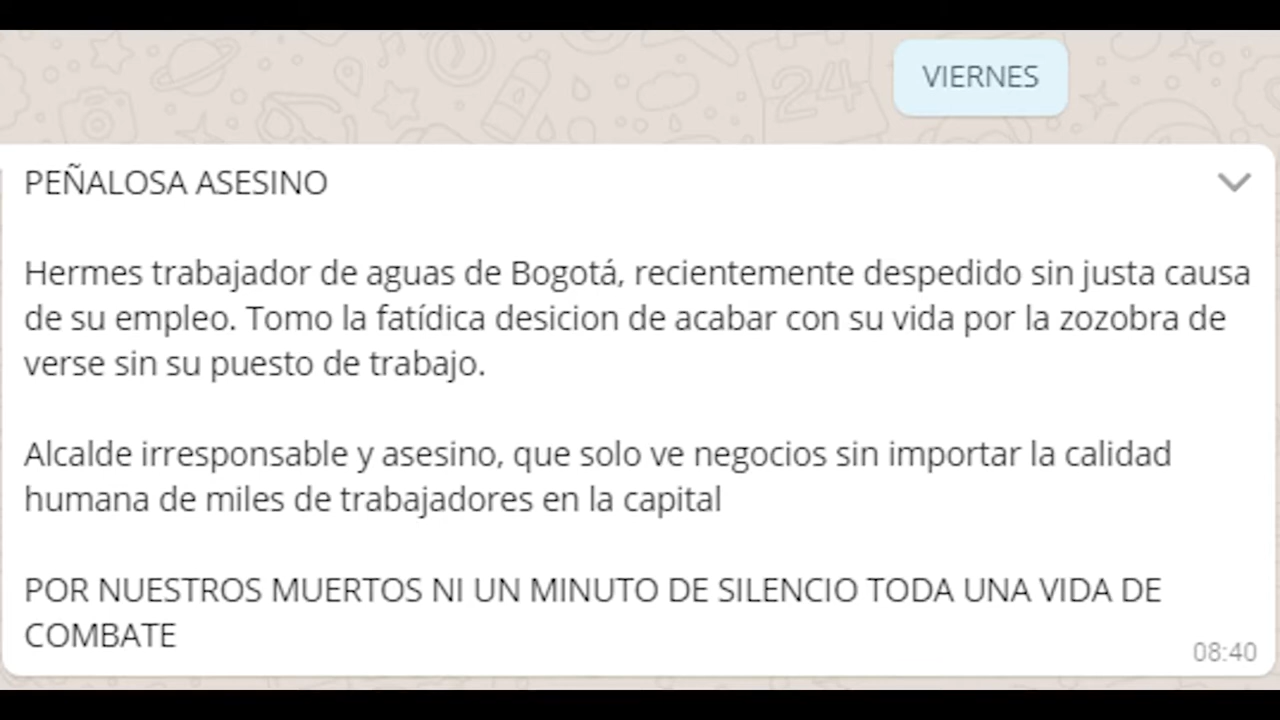 VIERNES
PEÑALOSA ASESINO
Hermes trabajador de aguas de Bogotá, recientemente despedido sin justa causa
de su empleo. Tomo la fatídica desicion de acabar con su vida por la zozobra de
verse sin su puesto de trabajo.
Alcalde irresponsable y asesino, que solo ve negocios sin importar la calidad
humana de miles de trabajadores en la capital
POR NUESTROS MUERTOS NI UN MINUTO DE SILENCIO TODA UNA VIDA DE
COMBATE
08:40